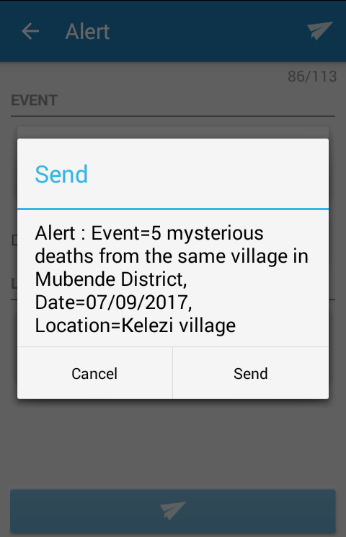 Alert
86/113
EVENT
Send
Alert : Event=5 mysterious
deaths from the same village in
Mubende District,
Date=07/09/2017,
Location=Kelezi village
Cancel Send